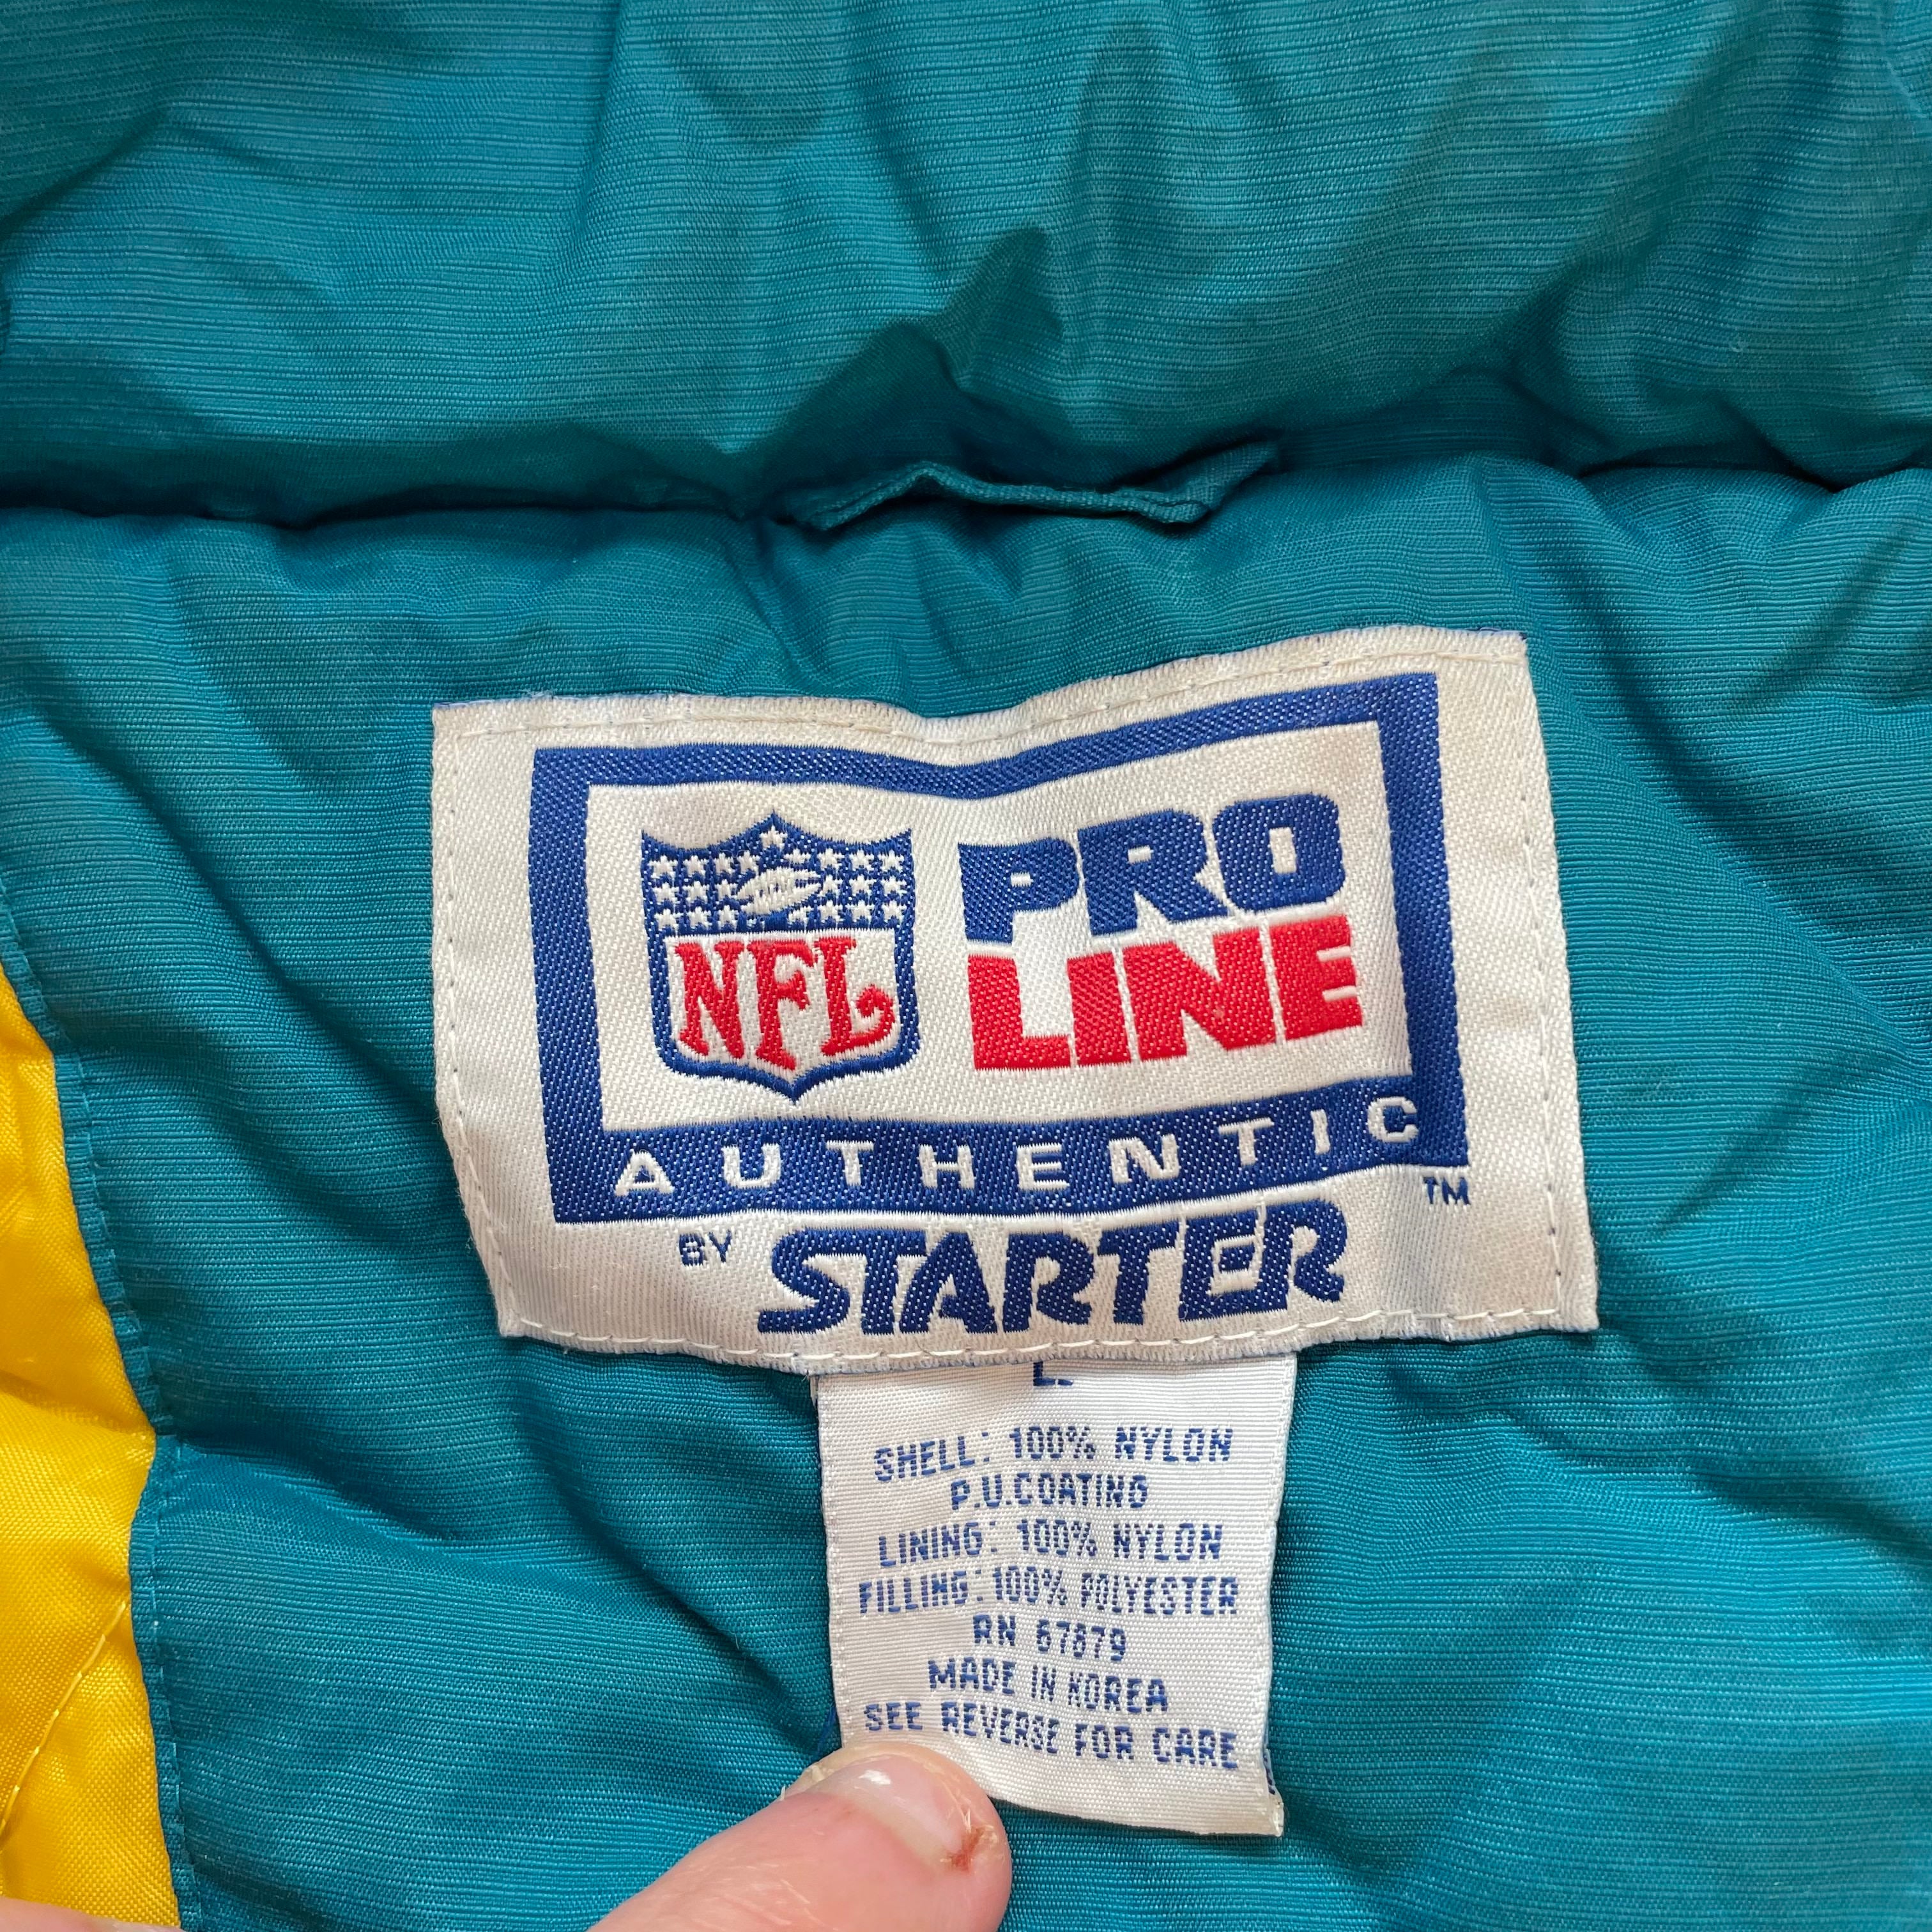 NFL
PRO
LINE
AUTHENTIC
TM
BY STARTER
L.
SHELL: 100% NYLON
P.U.COATING
LINING: 100% NYLON
FILLING: 100% POLYESTER
RN 67879
MADE IN KOREA
SEE REVERSE FOR CARE